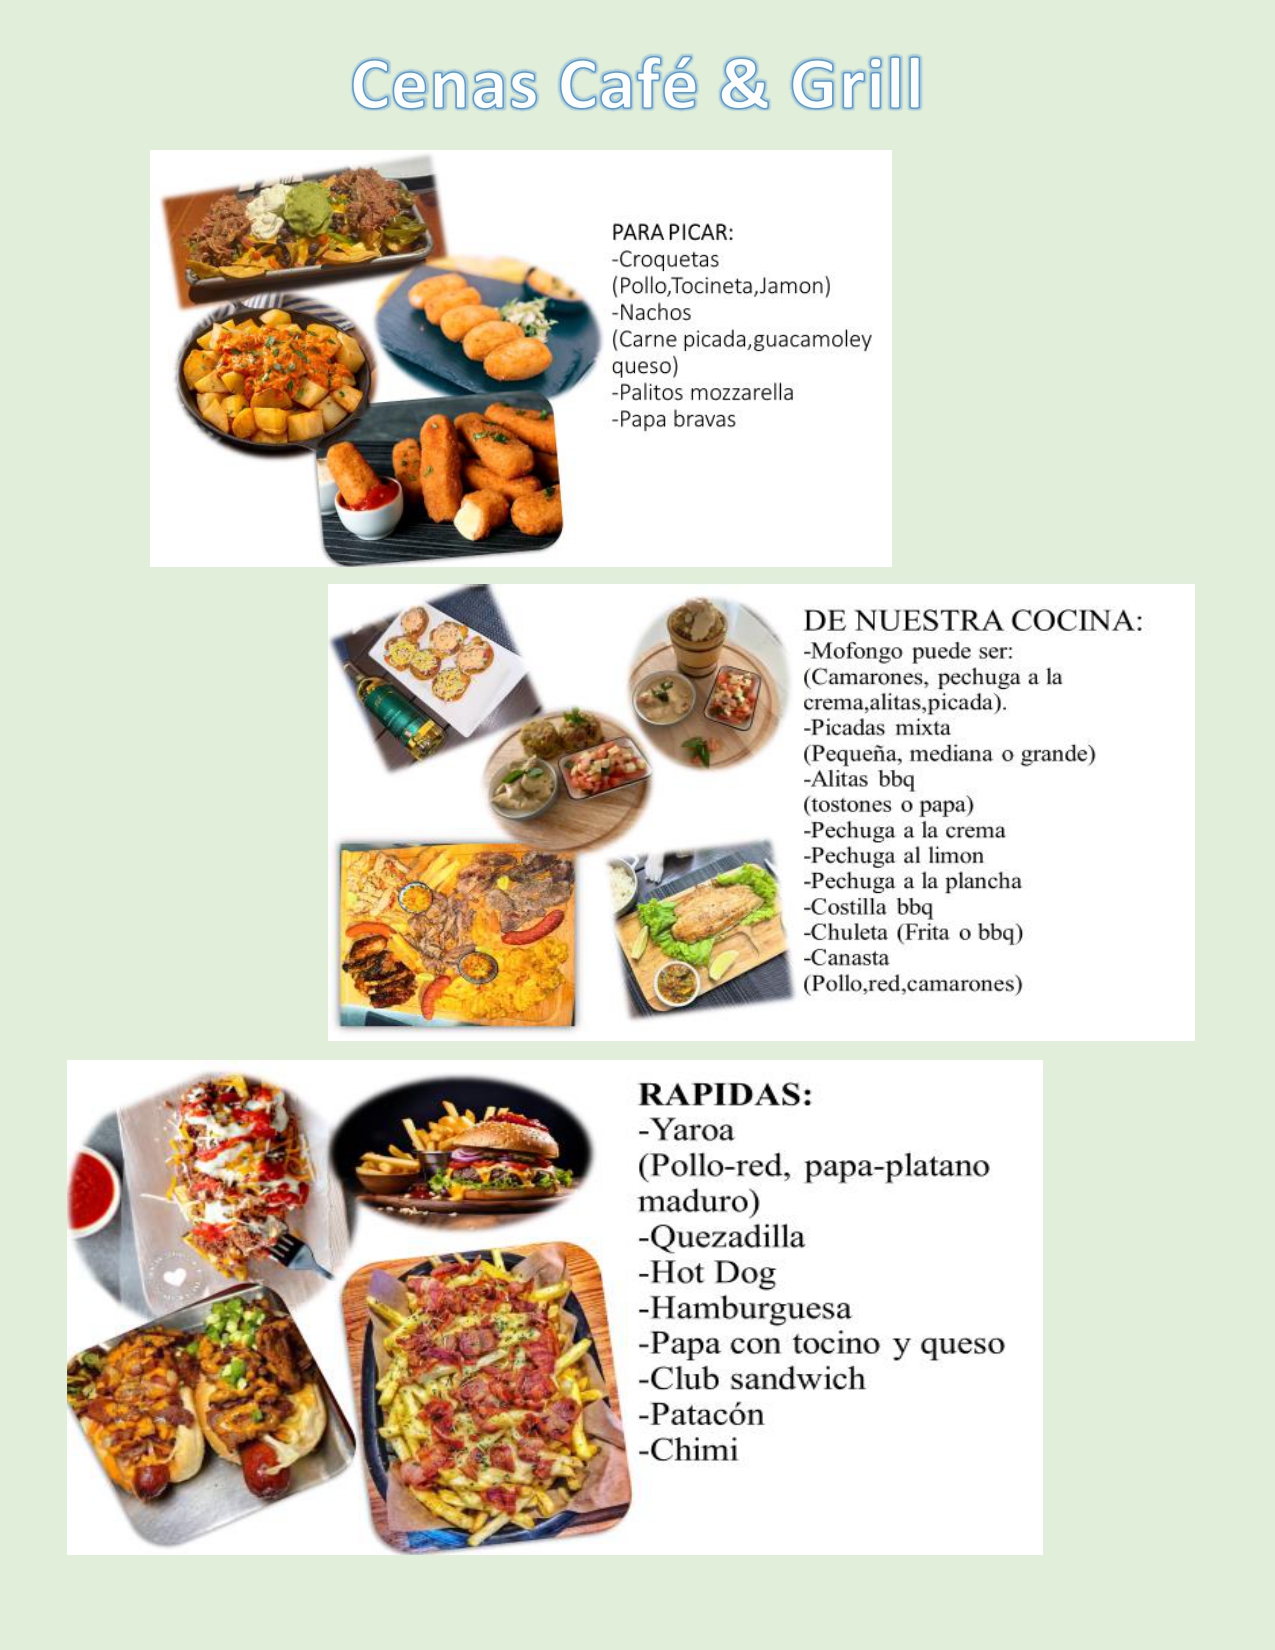 Cenas Café & Grill
PARA PICAR:
-Croquetas
(Pollo,Tocineta,Jamon)
-Nachos
(Carne picada,guacamoley
queso)
-Palitos mozzarella
-Papa bravas
DE NUESTRA COCINA:
-Mofongo puede ser:
(Camarones, pechuga a la
crema,alitas,picada).
-Picadas mixta
(Pequeña, mediana o grande)
-Alitas bbq
(tostones o papa)
-Pechuga a la crema
-Pechuga al limon
-Pechuga a la plancha
-Costilla bbq
-Chuleta (Frita o bbq)
-Canasta
(Pollo,red,camarones)
RAPIDAS:
-Yaroa
(Pollo-red, papa-platano
maduro)
-Quezadilla
-Hot Dog
-Hamburguesa
-Papa con tocino y queso
-Club sandwich
-Patacón
-Chimi